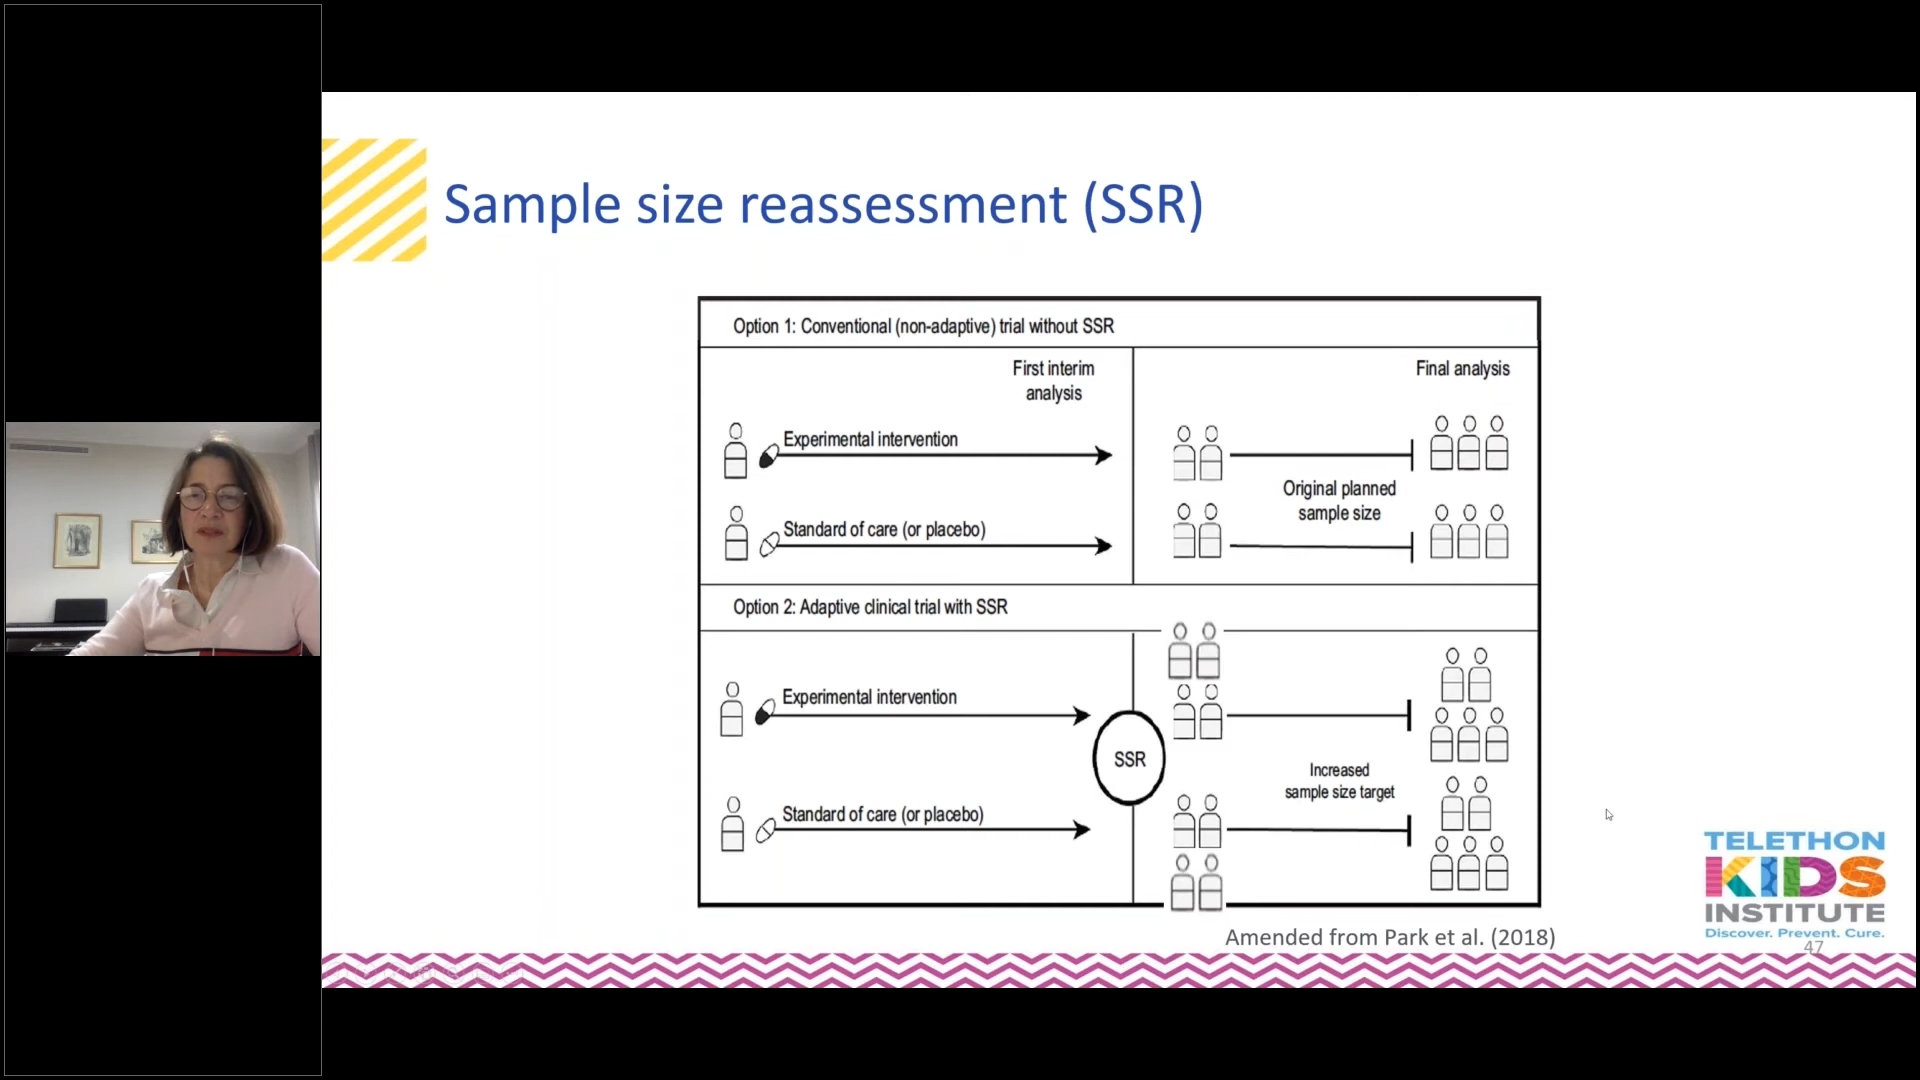 Sample size reassessment (SSR)
Option 1: Conventional (non-adaptive) trial without SSR
First interim
analysis
Final analysis
Experimental intervention
Original planned
sample size
Standard of care (or placebo)
Option 2: Adaptive clinical trial with SSR
Experimental intervention
SSR
Increased
sample size target
Standard of care (or placebo)
Amended from Park et al. (2018)
TELETHON
KIDS
INSTITUTE
Discover. Prevent. Cure.
47